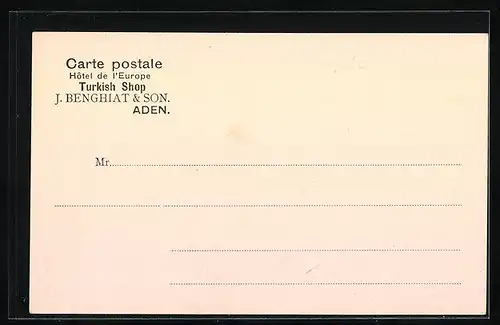 Carte postale
Hôtel de l'Europe
Turkish Shop
J. BENGHIAT & SON.
ADEN.
Mr.